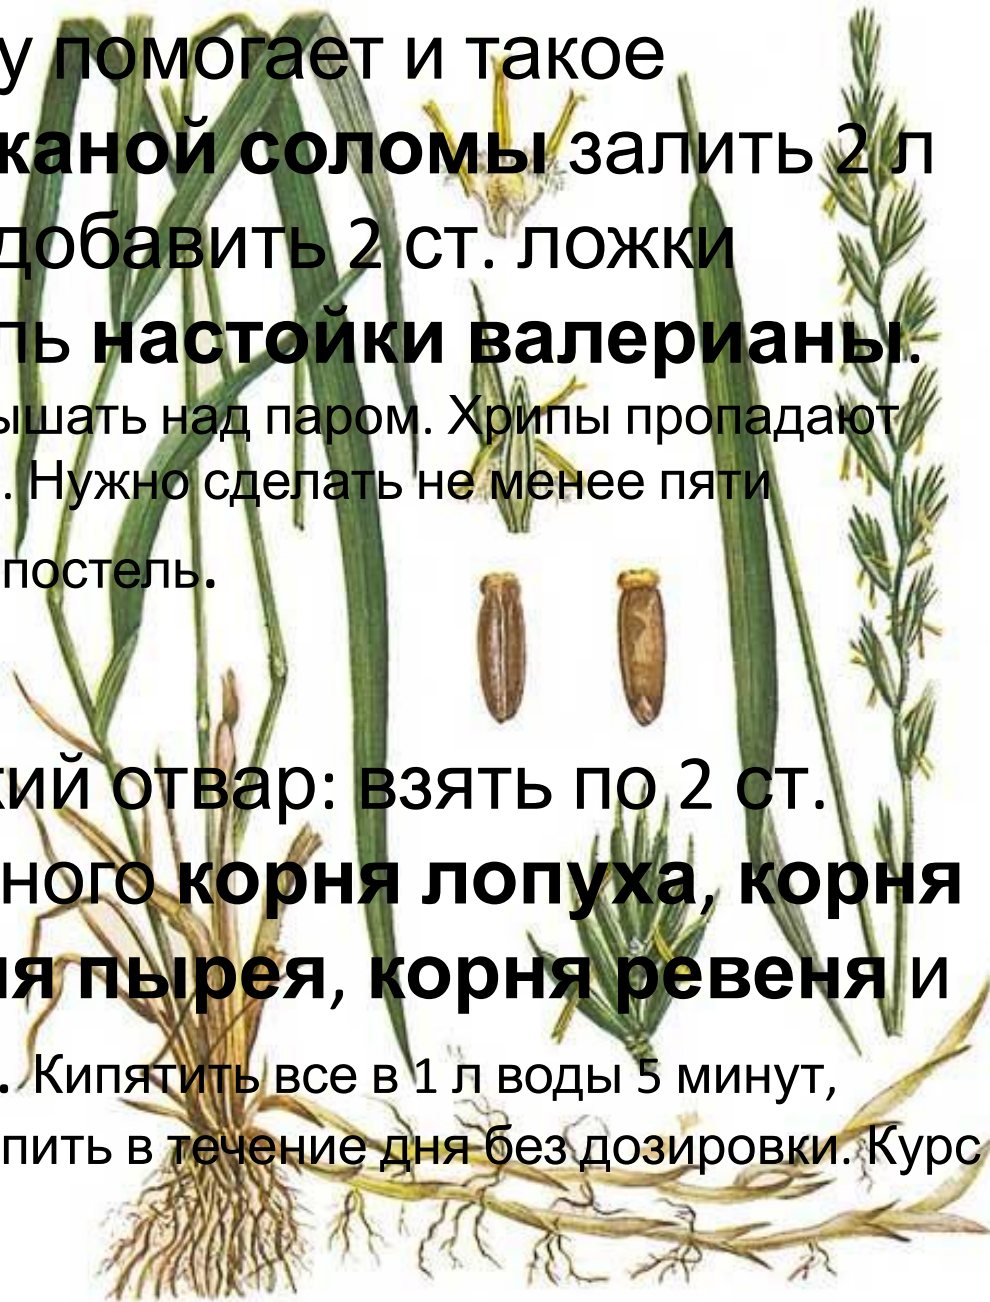 у помогает и такое
жаной соломы залить 2 л
добавить 2 ст. ложки
ль настойки валерианы.
ышать над паром. Хрипы пропадают
. Нужно сделать не менее пяти
постель.
кий отвар: взять по 2 ст.
ного корня лопуха, корня
ня пырея, корня ревеня и
. Кипятить все в 1 л воды 5 минут,
пить в течение дня без дозировки. Курс